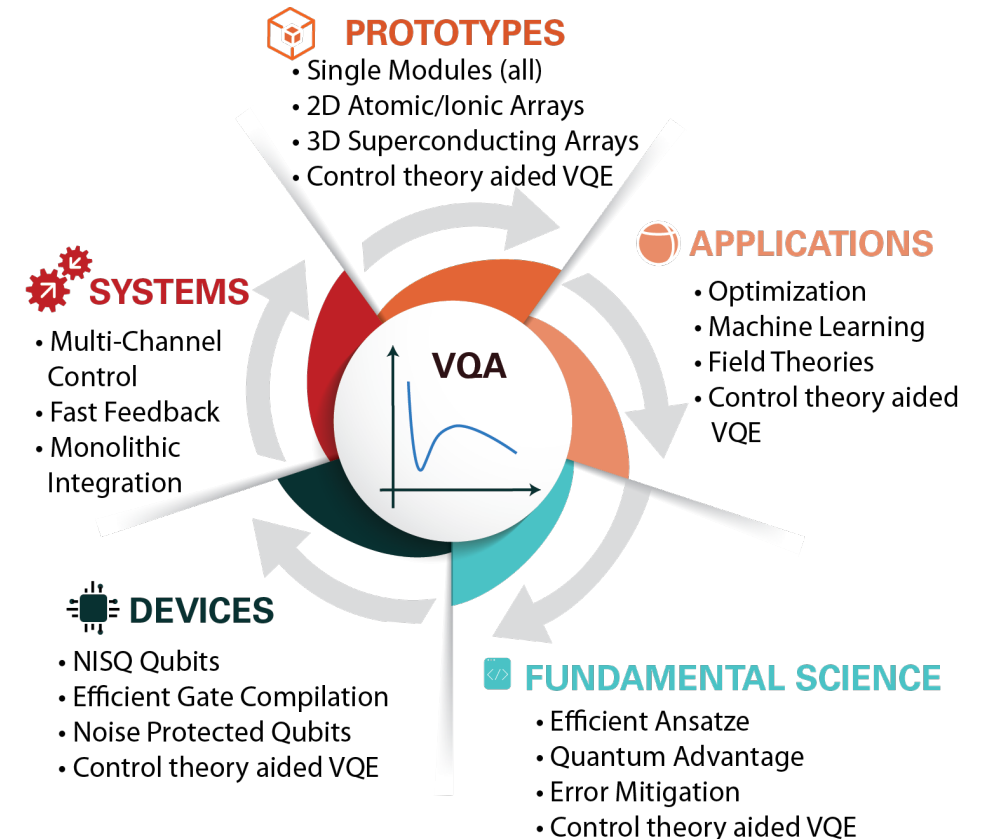 PROTOTYPES
• Single Modules (all)
• 2D Atomic/Ionic Arrays
• 3D Superconducting Arrays
• Control theory aided VQE
APPLICATIONS
• Optimization
• Machine Learning
• Field Theories
• Control theory aided
VQE
SYSTEMS
• Multi-Channel
Control
• Fast Feedback
• Monolithic
Integration
VQA
DEVICES
• NISQ Qubits
• Efficient Gate Compilation
• Noise Protected Qubits
• Control theory aided VQE
</>
FUNDAMENTAL SCIENCE
• Efficient Ansatze
• Quantum Advantage
• Error Mitigation
• Control theory aided VQE